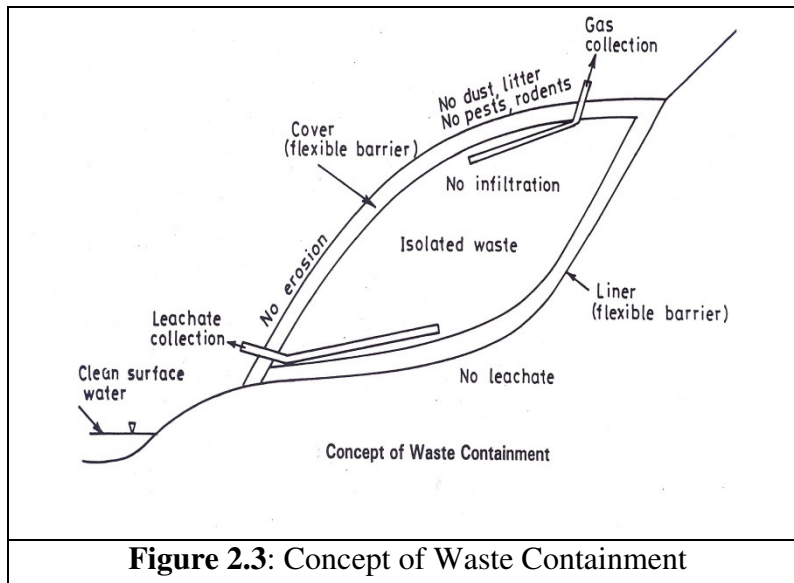 Gas
collection
No dust, litter
No pests, rodents
Cover
(flexible barrier)
No infiltration
Isolated waste
No erosion
Liner
(flexible barrier)
Leachate
collection
No leachate
Clean surface
water
Concept of Waste Containment
Figure 2.3: Concept of Waste Containment